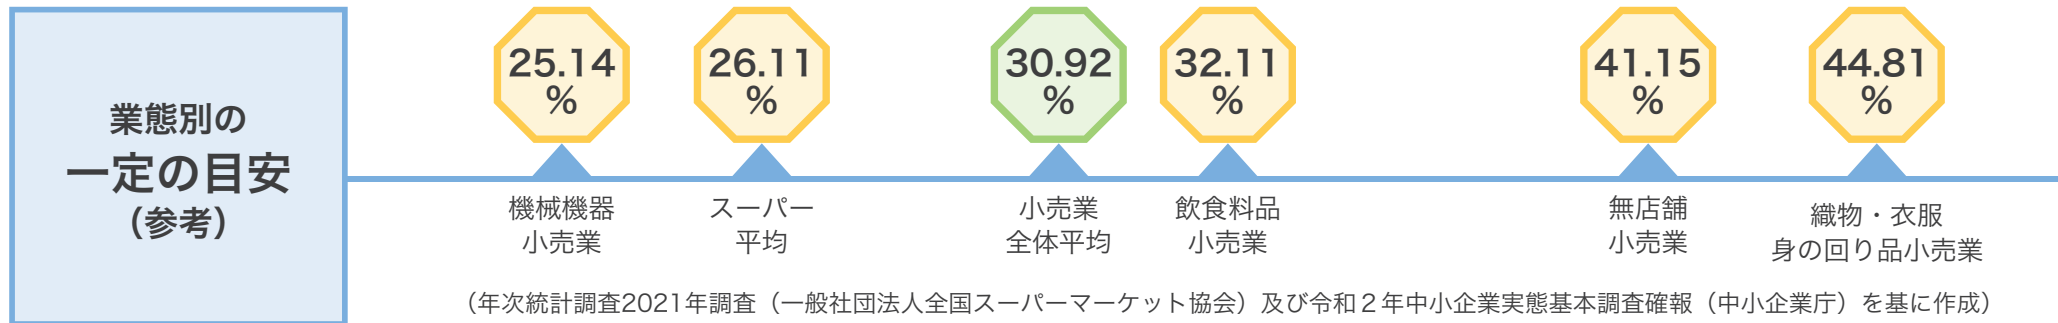 業態別の
一定の目安
（参考）
25.14
%
26.11
%
30.92
%
32.11
%
41.15
%
44.81
%
機械機器
小売業
スーパー
平均
小売業
全体平均
飲食料品
小売業
無店舗
小売業
織物・衣服
身の回り品小売業
（年次統計調査2021年調査（一般社団法人全国スーパーマーケット協会）及び令和２年中小企業実態基本調査確報（中小企業庁）を基に作成）